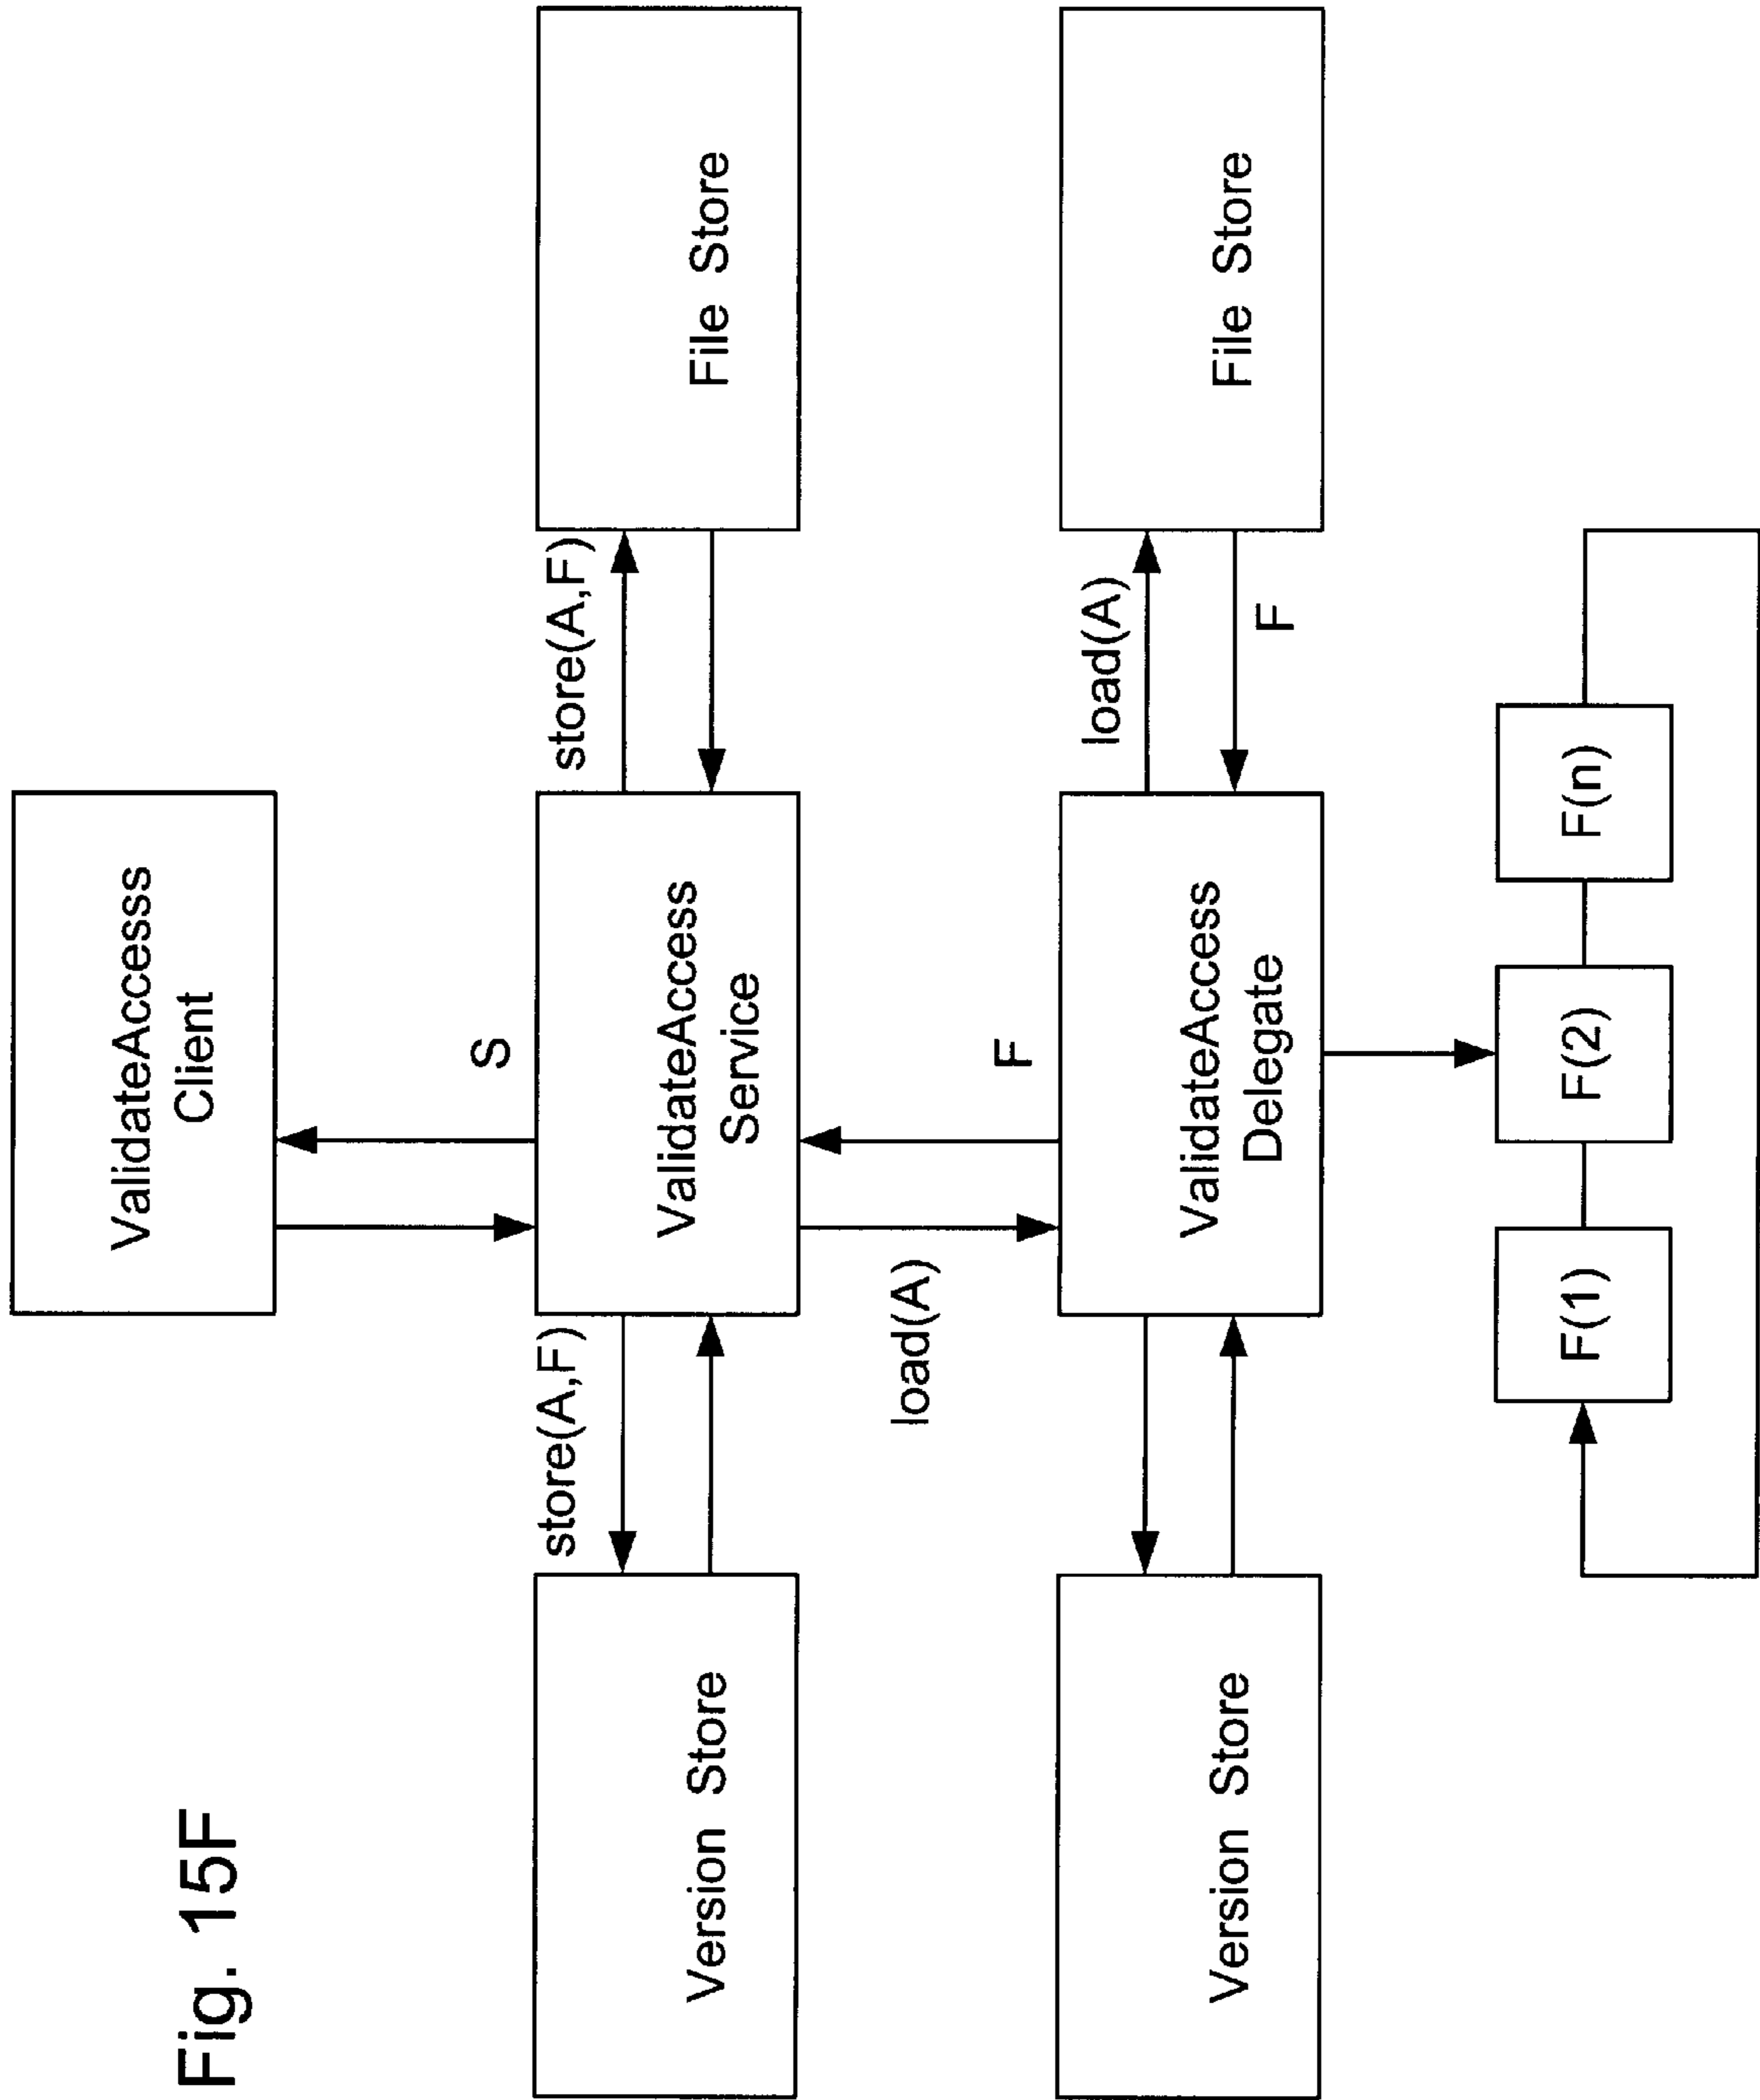 Fig. 15F
ValidateAccesss
Client
S
store(A,F)
store(A,F)
Version Store
ValidateAccess
Service
File Store
load(A)
F
load(A)
Version Store
ValidateAccess
Delegate
File Store
F
F(1)
F(2)
F(n)